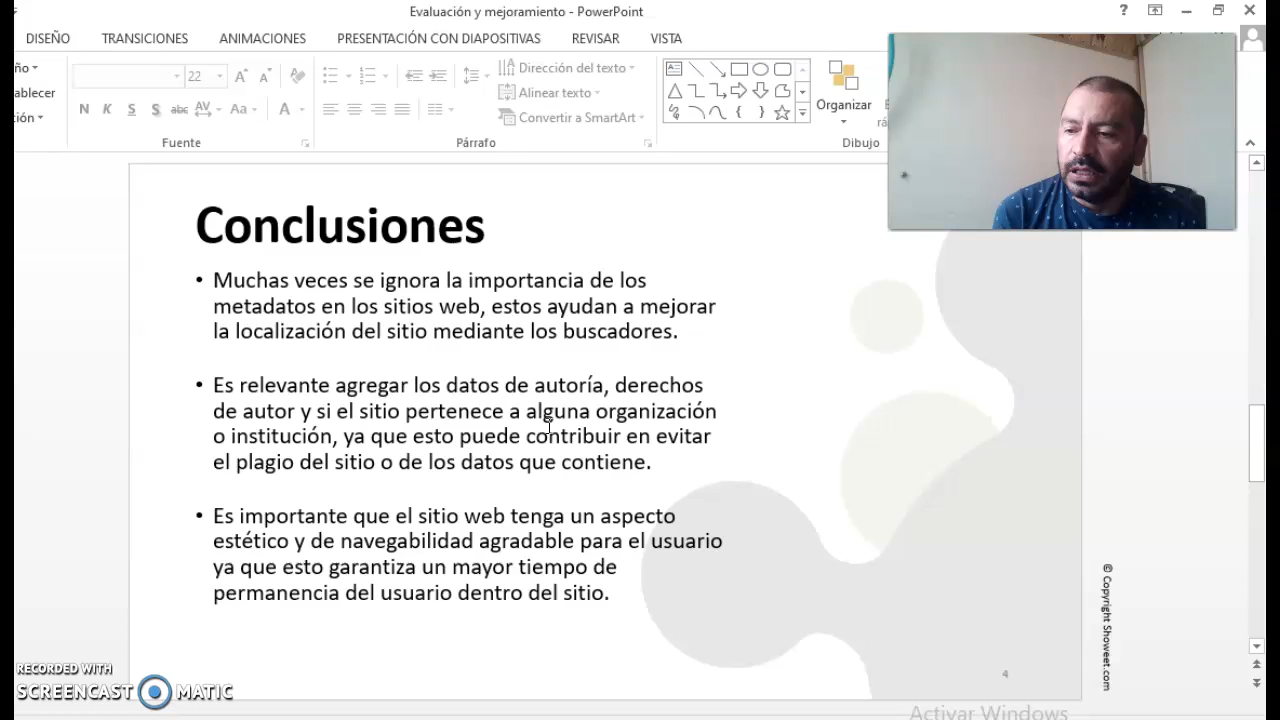 Evaluación y mejoramiento - PowerPoint
?
DISEÑO TRANSICIONES ANIMACIONES PRESENTACIÓN CON DIAPOSITIVAS REVISAR VISTA
ño
22
Dirección del texto
ablecer
Alinear texto
ión
N K S S abc AV Aa A
Convertir a SmartArt
Organizar
Fuente
Párrafo
Dibujo
Conclusiones
• Muchas veces se ignora la importancia de los
metadatos en los sitios web, estos ayudan a mejorar
la localización del sitio mediante los buscadores.
• Es relevante agregar los datos de autoría, derechos
de autor y si el sitio pertenece a alguna organización
o institución, ya que esto puede contribuir en evitar
el plagio del sitio o de los datos que contiene.
• Es importante que el sitio web tenga un aspecto
estético y de navegabilidad agradable para el usuario
ya que esto garantiza un mayor tiempo de
permanencia del usuario dentro del sitio.
© Copyright Showeet.com
4
RECORDED WITH
SCREENCAST MATIC
Activar Windows